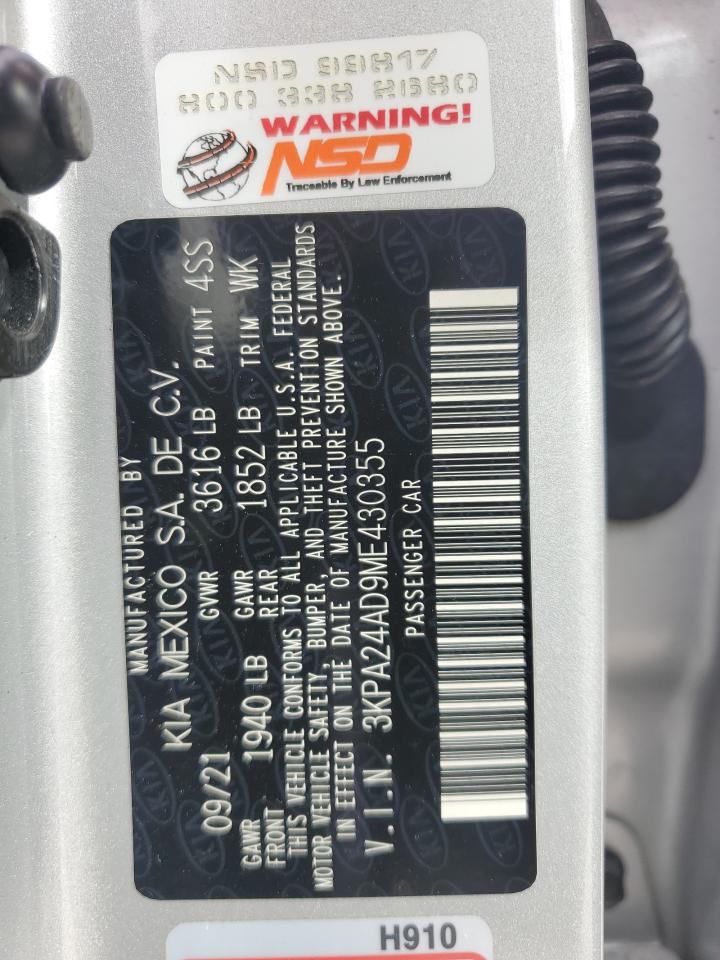 NSD 99817
800 338 2680
WARNING!
NSD
Traceable By Law Enforcement
MANUFACTURED BY
KIA MEXICO S.A. DE C.V.
09/21 GVWR 3616 LB PAINT 4SS
GAWR FRONT 1940 LB GAWR REAR 1852 LB TRIM WK
THIS VEHICLE CONFORMS TO ALL APPLICABLE U.S.A. FEDERAL
MOTOR VEHICLE SAFETY, BUMPER, AND THEFT PREVENTION STANDARDS
IN EFFECT ON THE DATE OF MANUFACTURE SHOWN ABOVE.
V.I.N. 3KPA24AD9ME430355
PASSENGER CAR
H910